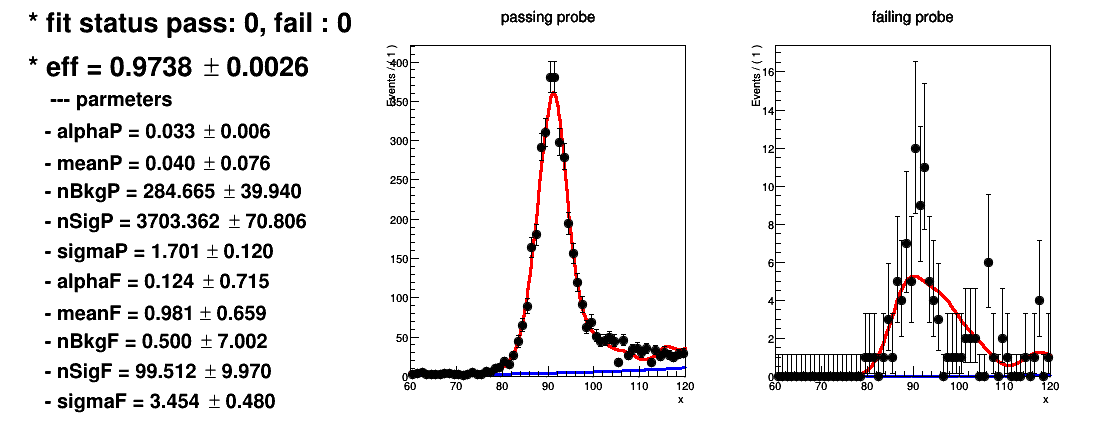 * fit status pass: 0, fail : 0
* eff = 0.9738 ± 0.0026
--- parmeters
- alphaP = 0.033 ± 0.006
- meanP = 0.040 ± 0.076
- nBkgP = 284.665 ± 39.940
- nSigP = 3703.362 ± 70.806
- sigmaP = 1.701 ± 0.120
- alphaF = 0.124 ± 0.715
- meanF = 0.981 ± 0.659
- nBkgF = 0.500 ± 7.002
- nSigF = 99.512 ± 9.970
- sigmaF = 3.454 ± 0.480
passing probe
Events / ( 1 )
400
350
300
250
200
150
100
50
0
60 70 80 90 100 110 120
x
failing probe
Events / ( 1 )
16
14
12
10
8
6
4
2
0
60 70 80 90 100 110 120
x